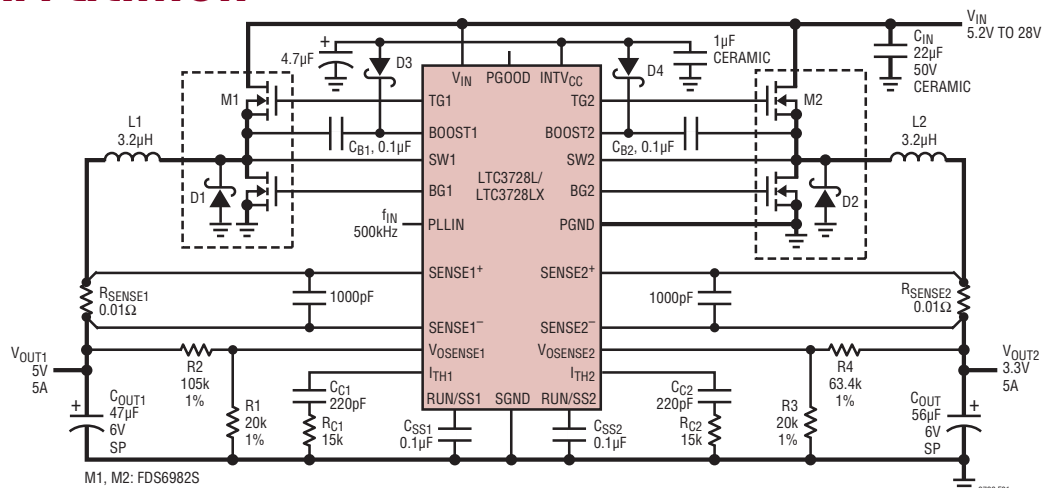 V_IN
5.2V TO 28V
C_IN
22µF
50V
CERAMIC
1µF
CERAMIC
4.7µF
D3
D4
V_IN
PGOOD
INTV_CC
M1
TG1
TG2
M2
L1
3.2µH
BOOST1
BOOST2
L2
3.2µH
C_B1, 0.1µF
C_B2, 0.1µF
SW1
SW2
LTC3728L/
LTC3728LX
D1
BG1
BG2
D2
f_IN
500kHz
PLLIN
PGND
SENSE1+
SENSE2+
R_SENSE1
0.01Ω
1000pF
1000pF
R_SENSE2
0.01Ω
SENSE1−
SENSE2−
V_OUT1
5V
5A
R2
105k
1%
V_OSENSE1
V_OSENSE2
R4
63.4k
1%
V_OUT2
3.3V
5A
I_TH1
I_TH2
C_OUT1
47µF
6V
SP
R1
20k
1%
C_C1
220pF
R_C1
15k
RUN/SS1
SGND
RUN/SS2
C_SS1
0.1µF
C_SS2
0.1µF
C_C2
220pF
R_C2
15k
R3
20k
1%
C_OUT
56µF
6V
SP
M1, M2: FDS6982S